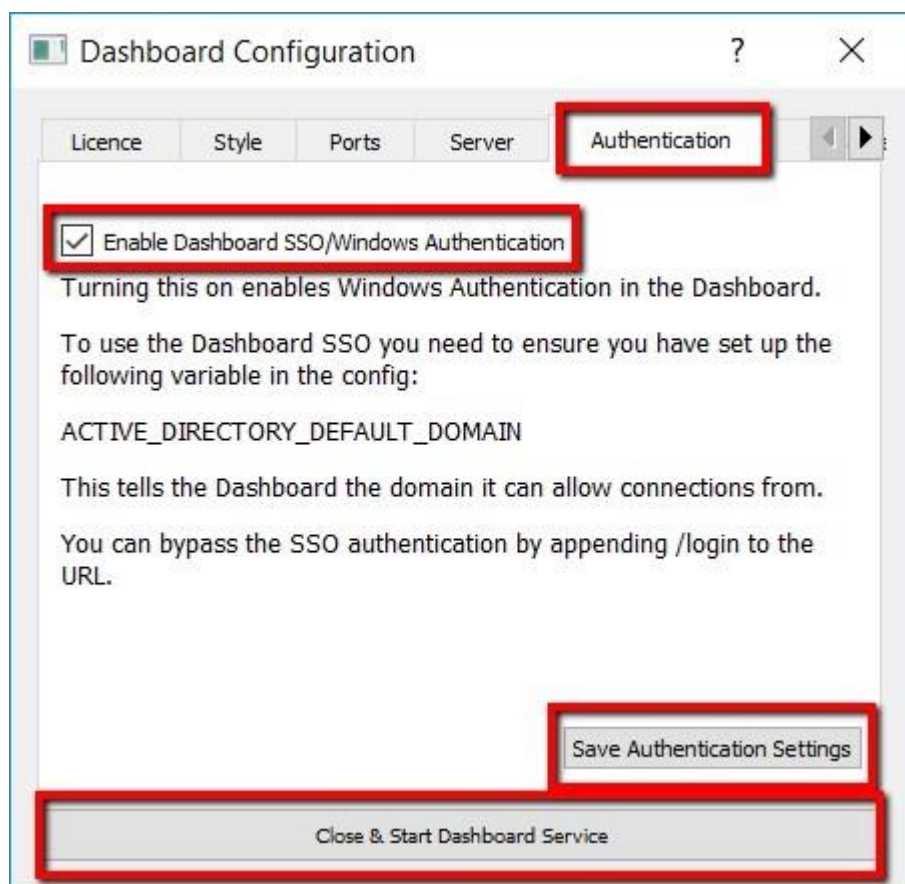 Dashboard Configuration
?
Licence
Style
Ports
Server
Authentication
Enable Dashboard SSO/Windows Authentication
Turning this on enables Windows Authentication in the Dashboard.
To use the Dashboard SSO you need to ensure you have set up the
following variable in the config:
ACTIVE_DIRECTORY_DEFAULT_DOMAIN
This tells the Dashboard the domain it can allow connections from.
You can bypass the SSO authentication by appending /login to the
URL.
Save Authentication Settings
Close & Start Dashboard Service